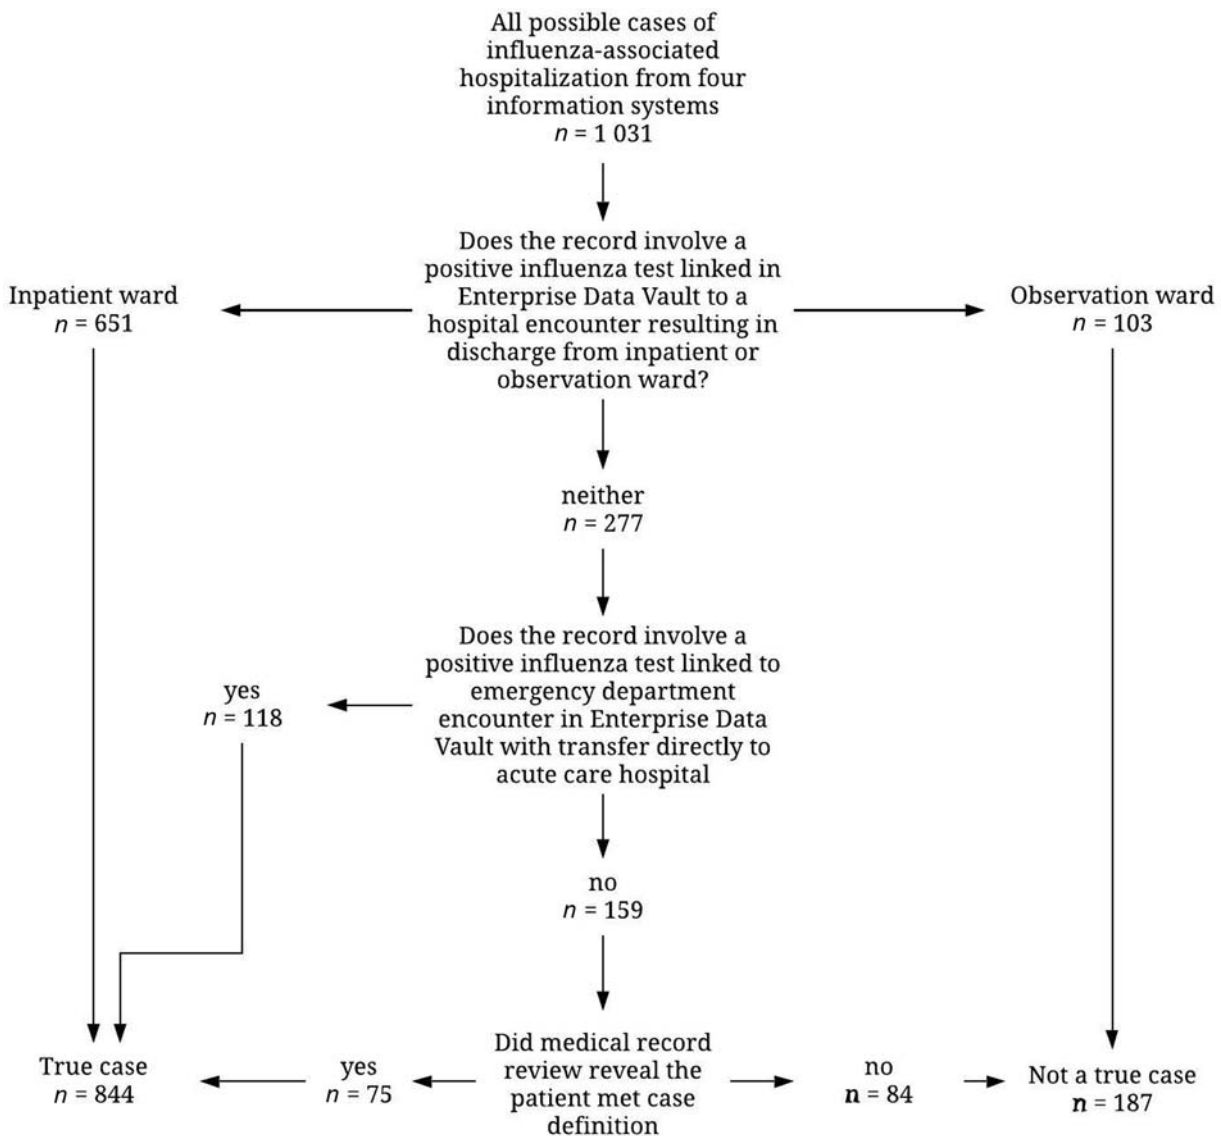 All possible cases of
influenza-associated
hospitalization from four
information systems
n = 1 031
Does the record involve a
positive influenza test linked in
Enterprise Data Vault to a
hospital encounter resulting in
discharge from inpatient or
observation ward?
Inpatient ward
n = 651
Observation ward
n = 103
neither
n = 277
Does the record involve a
positive influenza test linked to
emergency department
encounter in Enterprise Data
Vault with transfer directly to
acute care hospital
yes
n = 118
no
n = 159
Did medical record
review reveal the
patient met case
definition
yes
n = 75
True case
n = 844
no
n = 84
Not a true case
n = 187